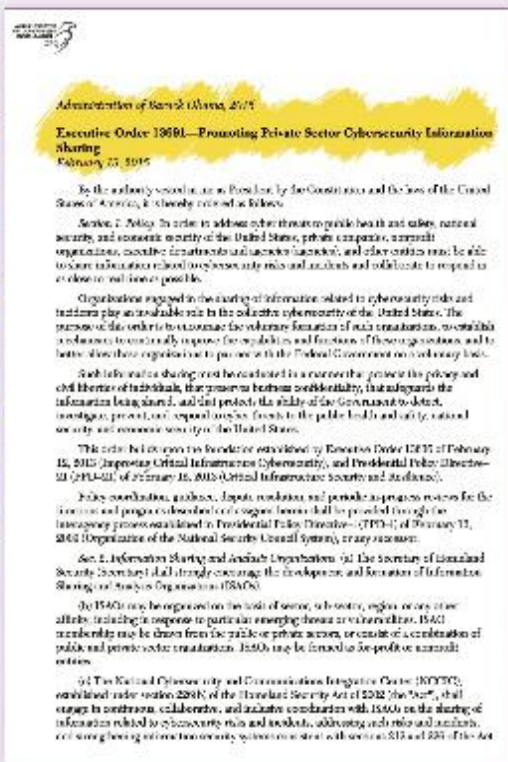 Administration of Barack Obama, 2015
Executive Order 13691—Promoting Private Sector Cybersecurity Information
Sharing
February 13, 2015
By the authority vested in me as President by the Constitution and the laws of the United
States of America, it is hereby ordered as follows:
Section 1. Policy. In order to address cyber threats to public health and safety, national
security, and economic security of the United States, private companies, nonprofit
organizations, executive departments and agencies (agencies), and other entities must be able
to share information related to cybersecurity risks and incidents and collaborate to respond in
as close to real time as possible.
Organizations engaged in the sharing of information related to cybersecurity risks and
incidents play an invaluable role in the collective cybersecurity of the United States. The
purpose of this order is to encourage the voluntary formation of such organizations, to establish
mechanisms to continually improve the capabilities and functions of these organizations, and to
better allow these organizations to partner with the Federal Government on a voluntary basis.
Such information sharing must be conducted in a manner that protects the privacy and
civil liberties of individuals, that preserves business confidentiality, that safeguards the
information being shared, and that protects the ability of the Government to detect,
investigate, prevent, and respond to cyber threats to the public health and safety, national
security, and economic security of the United States.
This order builds upon the foundation established by Executive Order 13636 of February
12, 2013 (Improving Critical Infrastructure Cybersecurity), and Presidential Policy Directive–
21 (PPD–21) of February 12, 2013 (Critical Infrastructure Security and Resilience).
Policy coordination, guidance, dispute resolution, and periodic in-progress reviews for the
functions and programs described and assigned herein shall be provided through the
interagency process established in Presidential Policy Directive–1 (PPD–1) of February 13,
2009 (Organization of the National Security Council System), or any successor.
Sec. 2. Information Sharing and Analysis Organizations. (a) The Secretary of Homeland
Security (Secretary) shall strongly encourage the development and formation of Information
Sharing and Analysis Organizations (ISAOs).
(b) ISAOs may be organized on the basis of sector, sub-sector, region, or any other
affinity, including in response to particular emerging threats or vulnerabilities. ISAO
membership may be drawn from the public or private sectors, or consist of a combination of
public and private sector organizations. ISAOs may be formed as for-profit or nonprofit
entities.
(c) The National Cybersecurity and Communications Integration Center (NCCIC),
established under section 226(b) of the Homeland Security Act of 2002 (the "Act"), shall
engage in continuous, collaborative, and inclusive coordination with ISAOs on the sharing of
information related to cybersecurity risks and incidents, addressing such risks and incidents,
and strengthening information security systems consistent with sections 212 and 226 of the Act